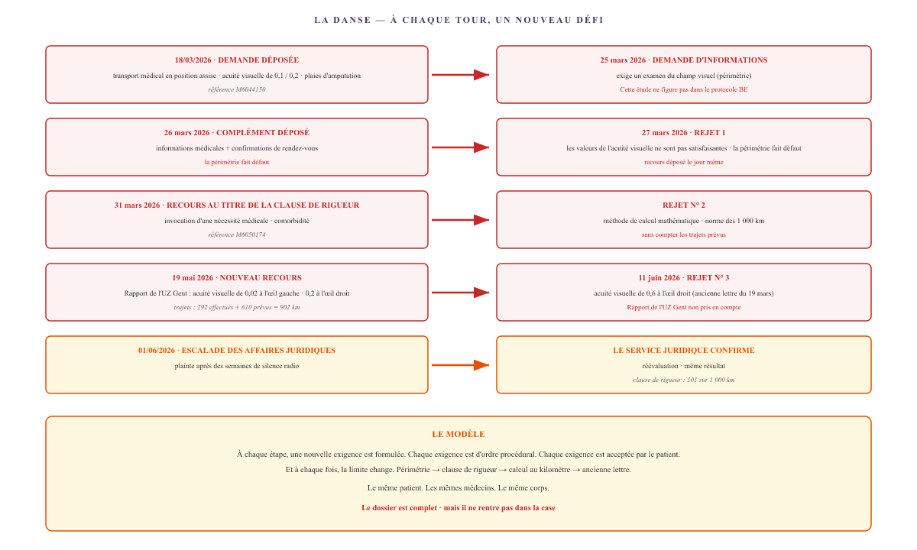 LA DANSE — À CHAQUE TOUR, UN NOUVEAU DÉFI
18/03/2026 · DEMANDE DÉPOSÉE
transport médical en position assise · acuité visuelle de 0,1 / 0,2 · plaies d'amputation
référence M6044150
25 mars 2026 · DEMANDE D'INFORMATIONS
exige un examen du champ visuel (périmétrie)
Cette étude ne figure pas dans le protocole BE
26 mars 2026 · COMPLÉMENT DÉPOSÉ
informations médicales + confirmations de rendez-vous
la périmétrie fait défaut
27 mars 2026 · REJET 1
les valeurs de l'acuité visuelle ne sont pas satisfaisantes · la périmétrie fait défaut
recours déposé le jour même
31 mars 2026 · RECOURS AU TITRE DE LA CLAUSE DE RIGUEUR
invocation d'une nécessité médicale · comorbidité
référence M6050174
REJET N° 2
méthode de calcul mathématique · norme des 1 000 km
sans compter les trajets prévus
19 mai 2026 · NOUVEAU RECOURS
Rapport de l'UZ Gent : acuité visuelle de 0,02 à l'œil gauche · 0,2 à l'œil droit
trajets : 292 effectués + 610 prévus = 902 km
11 juin 2026 · REJET N° 3
acuité visuelle de 0,6 à l'œil droit (ancienne lettre du 19 mars)
Rapport de l'UZ Gent non pris en compte
01/06/2026 · ESCALADE DES AFFAIRES JURIDIQUES
plainte après des semaines de silence radio
LE SERVICE JURIDIQUE CONFIRME
réévaluation · même résultat
clause de rigueur : 191 sur 1 000 km
LE MODÈLE
À chaque étape, une nouvelle exigence est formulée. Chaque exigence est d'ordre procédural. Chaque exigence est acceptée par le patient.
Et à chaque fois, la limite change. Périmétrie → clause de rigueur → calcul au kilomètre → ancienne lettre.
Le même patient. Les mêmes médecins. Le même corps.
Le dossier est complet · mais il ne rentre pas dans la case